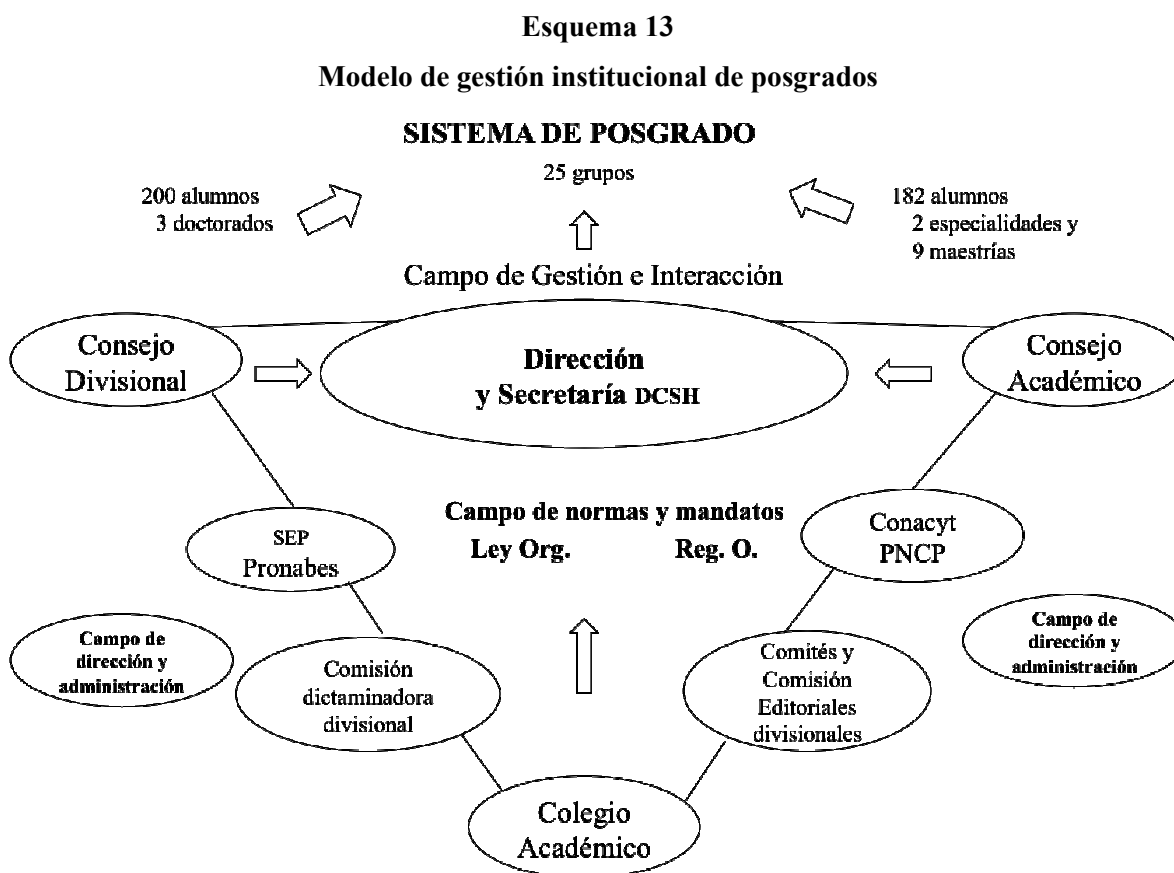 Esquema 13
Modelo de gestión institucional de posgrados
SISTEMA DE POSGRADO
25 grupos
200 alumnos
3 doctorados
182 alumnos
2 especialidades y
9 maestrías
Campo de Gestión e Interacción
Consejo
Divisional
Dirección
y Secretaría DCSH
Consejo
Académico
SEP
Pronabes
Campo de normas y mandatos
Ley Org.
Reg. O.
Conacyt
PNCP
Campo de
dirección y
administración
Comisión
dictaminadora
divisional
Comités y
Comisión
Editoriales
divisionales
Campo de
dirección y
administración
Colegio
Académico